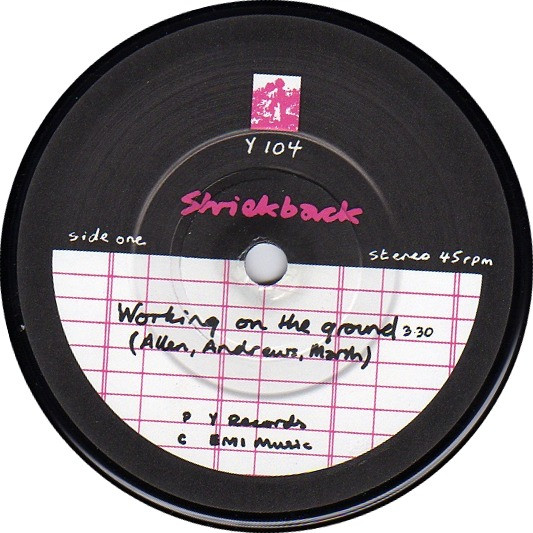 Y 104
Shriekback
side one
stereo 45rpm
Working on the ground 3.30
(Allen, Andrews, Marsh)
P Y Records
C EMI Music